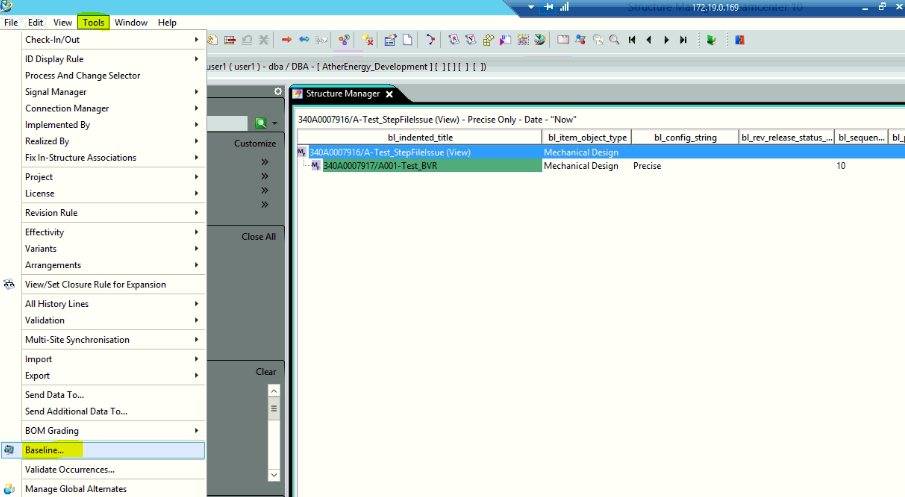 172.19.0.169
File Edit View Tools Window Help
Check-In/Out
ID Display Rule
Process And Change Selector
Signal Manager
Connection Manager
Implemented By
Realized By
Fix In-Structure Associations
Project
License
Revision Rule
Effectivity
Variants
Arrangements
View/Set Closure Rule for Expansion
All History Lines
Validation
Multi-Site Synchronisation
Import
Export
Send Data To...
Send Additional Data To...
BOM Grading
Baseline...
Validate Occurrences...
Manage Global Alternates
user1 ( user1 ) - dba / DBA - [ AtherEnergy_Development ] [ ] [ ] [ ] [ ])
Customize
Close All
Clear
Structure Manager
340A0007916/A-Test_StepFileIssue (View) - Precise Only - Date - "Now"
bl_indented_title bl_item_object_type bl_config_string bl_rev_release_status_... bl_sequen...
340A0007916/A-Test_StepFileIssue (View) Mechanical Design
340A0007917/A001-Test_BVR Mechanical Design Precise 10